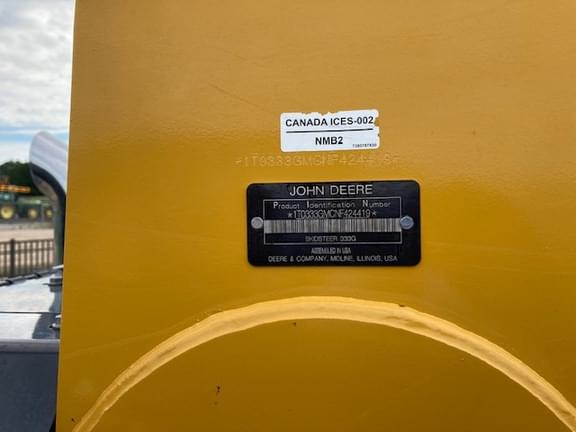 CANADA ICES-002
NMB2
*1T0333GMCNF424419*
JOHN DEERE
Product Identification Number
*1T0333GMCNF424419*
SKIDSTEER 333G
ASSEMBLED IN USA
DEERE & COMPANY, MOLINE, ILLINOIS, USA